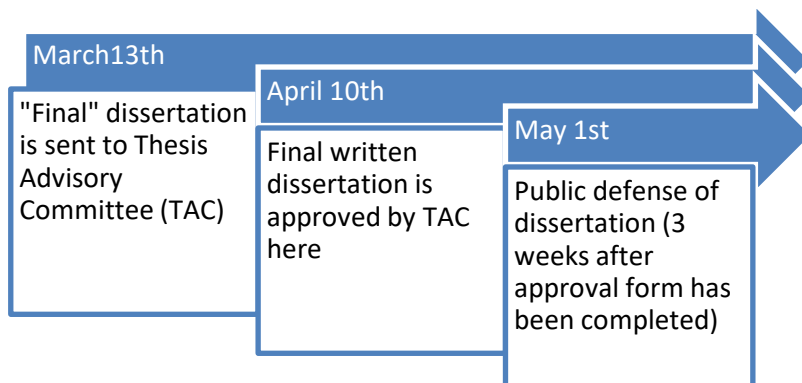 March13th
"Final" dissertation
is sent to Thesis
Advisory
Committee (TAC)
April 10th
Final written
dissertation is
approved by TAC
here
May 1st
Public defense of
dissertation (3
weeks after
approval form has
been completed)